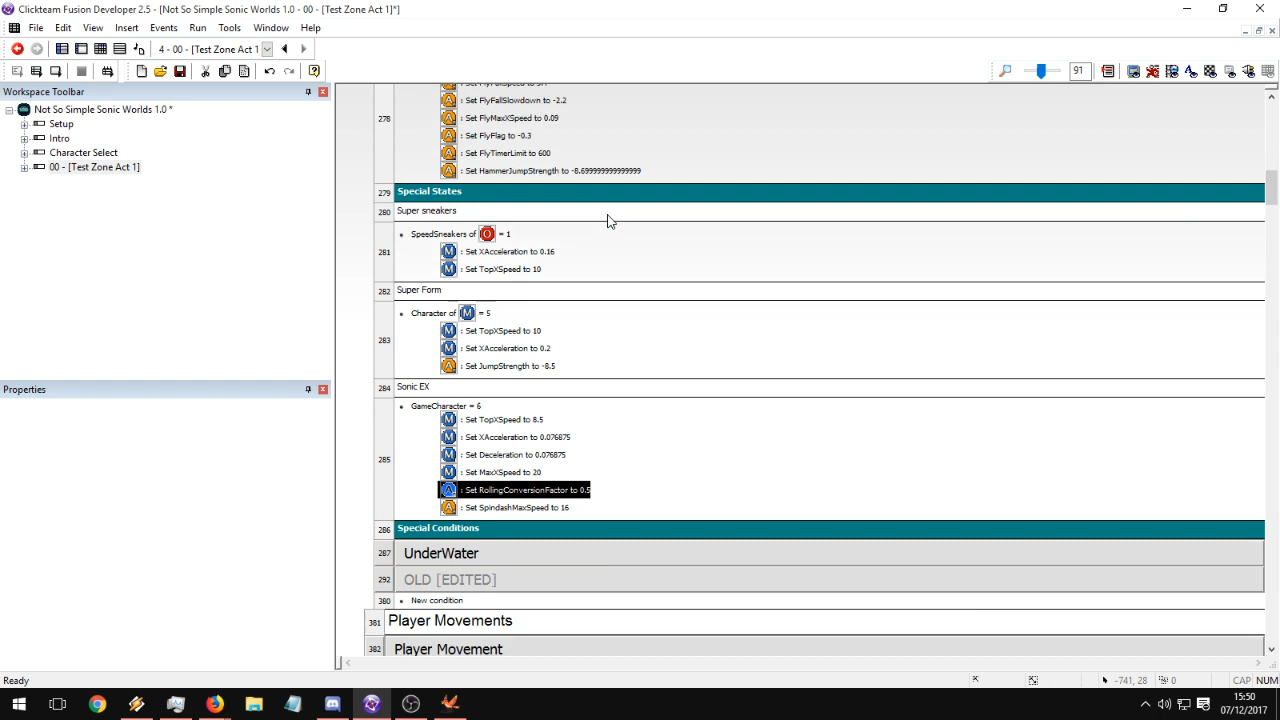 Clickteam Fusion Developer 2.5 - [Not So Simple Sonic Worlds 1.0 - 00 - [Test Zone Act 1]*]
File Edit View Insert Events Run Tools Window Help
4 - 00 - [Test Zone Act 1
91
Workspace Toolbar
Not So Simple Sonic Worlds 1.0 *
Setup
Intro
Character Select
00 - [Test Zone Act 1]
Properties
278
: Set FlyFallSlowdown to -2.2
: Set FlyMaxXSpeed to 0.09
: Set FlyFlag to -0.3
: Set FlyTimerLimit to 600
: Set HammerJumpStrength to -8.699999999999999
279 Special States
280 Super sneakers
281 SpeedSneakers of = 1
: Set XAcceleration to 0.16
: Set TopXSpeed to 10
282 Super Form
283 Character of M = 5
: Set TopXSpeed to 10
: Set XAcceleration to 0.2
: Set JumpStrength to -8.5
284 Sonic EX
285 GameCharacter = 6
: Set TopXSpeed to 8.5
: Set XAcceleration to 0.076875
: Set Deceleration to 0.076875
: Set MaxXSpeed to 20
: Set RollingConversionFactor to 0.5
: Set SpindashMaxSpeed to 16
286 Special Conditions
287 UnderWater
292 OLD [EDITED]
380 New condition
381 Player Movements
382 Player Movement
Ready
-741, 28
0
CAP NUM
15:50
07/12/2017